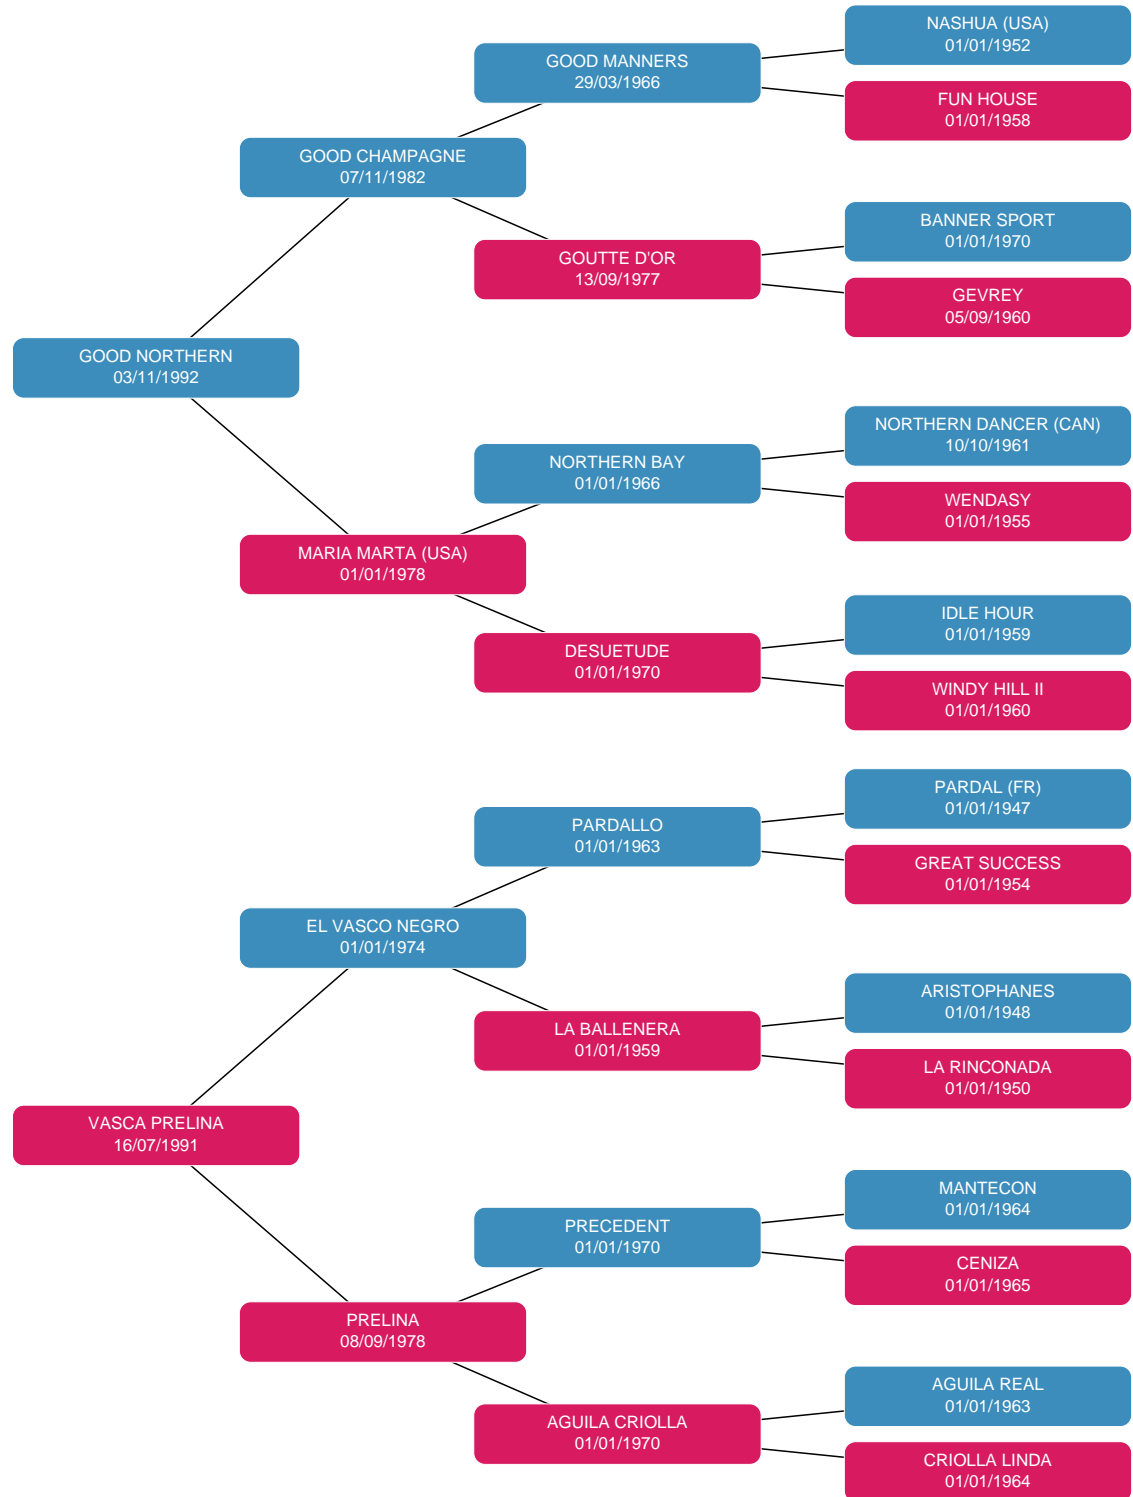 NASHUA (USA)
01/01/1952
GOOD MANNERS
29/03/1966
FUN HOUSE
01/01/1958
GOOD CHAMPAGNE
07/11/1982
BANNER SPORT
01/01/1970
GOUTTE D'OR
13/09/1977
GEVREY
05/09/1960
GOOD NORTHERN
03/11/1992
NORTHERN DANCER (CAN)
10/10/1961
NORTHERN BAY
01/01/1966
WENDASY
01/01/1955
MARIA MARTA (USA)
01/01/1978
IDLE HOUR
01/01/1959
DESUETUDE
01/01/1970
WINDY HILL II
01/01/1960
PARDAL (FR)
01/01/1947
PARDALLO
01/01/1963
GREAT SUCCESS
01/01/1954
EL VASCO NEGRO
01/01/1974
ARISTOPHANES
01/01/1948
LA BALLENERA
01/01/1959
LA RINCONADA
01/01/1950
VASCA PRELINA
16/07/1991
MANTECON
01/01/1964
PRECEDENT
01/01/1970
CENIZA
01/01/1965
PRELINA
08/09/1978
AGUILA REAL
01/01/1963
AGUILA CRIOLLA
01/01/1970
CRIOLLA LINDA
01/01/1964